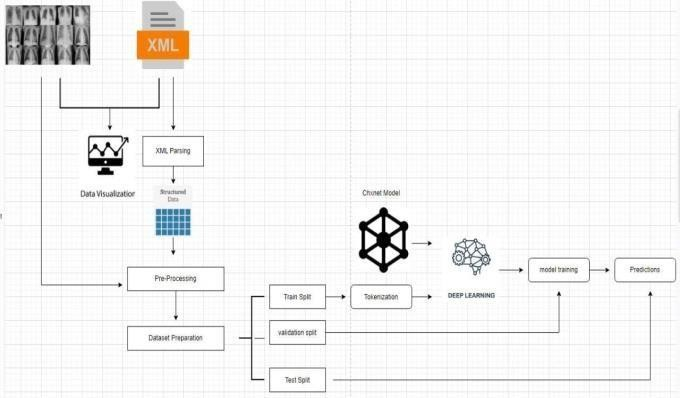 XML
XML Parsing
Data Visualization
Structured
Data
Chxnet Model
Pre-Processing
model training
Predictions
Train Split
Tokenization
DEEP LEARNING
validation split
Dataset Preparation
Test Split